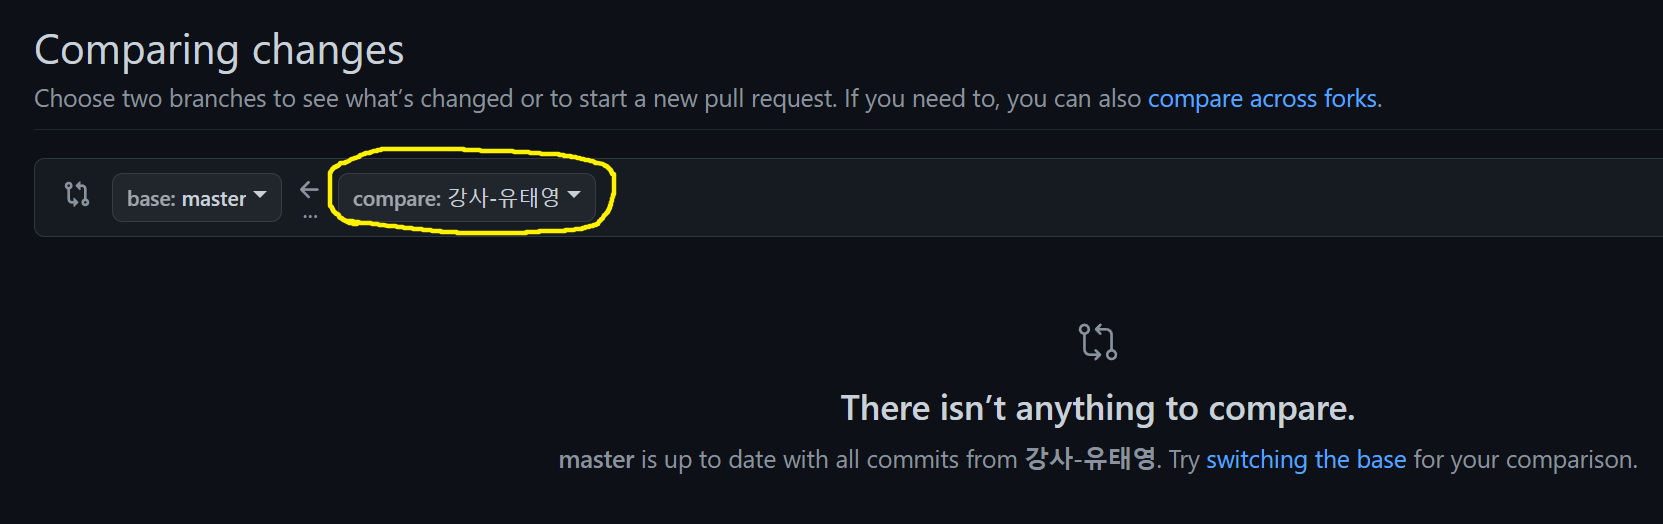 Comparing changes
Choose two branches to see what’s changed or to start a new pull request. If you need to, you can also compare across forks.
base: master ... compare: 강사-유태영
There isn’t anything to compare.
master is up to date with all commits from 강사-유태영. Try switching the base for your comparison.